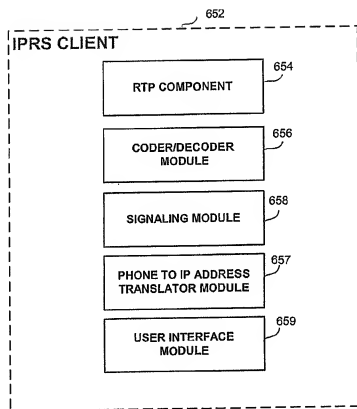 652
IPRS CLIENT
654
RTP COMPONENT
656
CODER/DECODER
MODULE
658
SIGNALING MODULE
657
PHONE TO IP ADDRESS
TRANSLATOR MODULE
659
USER INTERFACE
MODULE